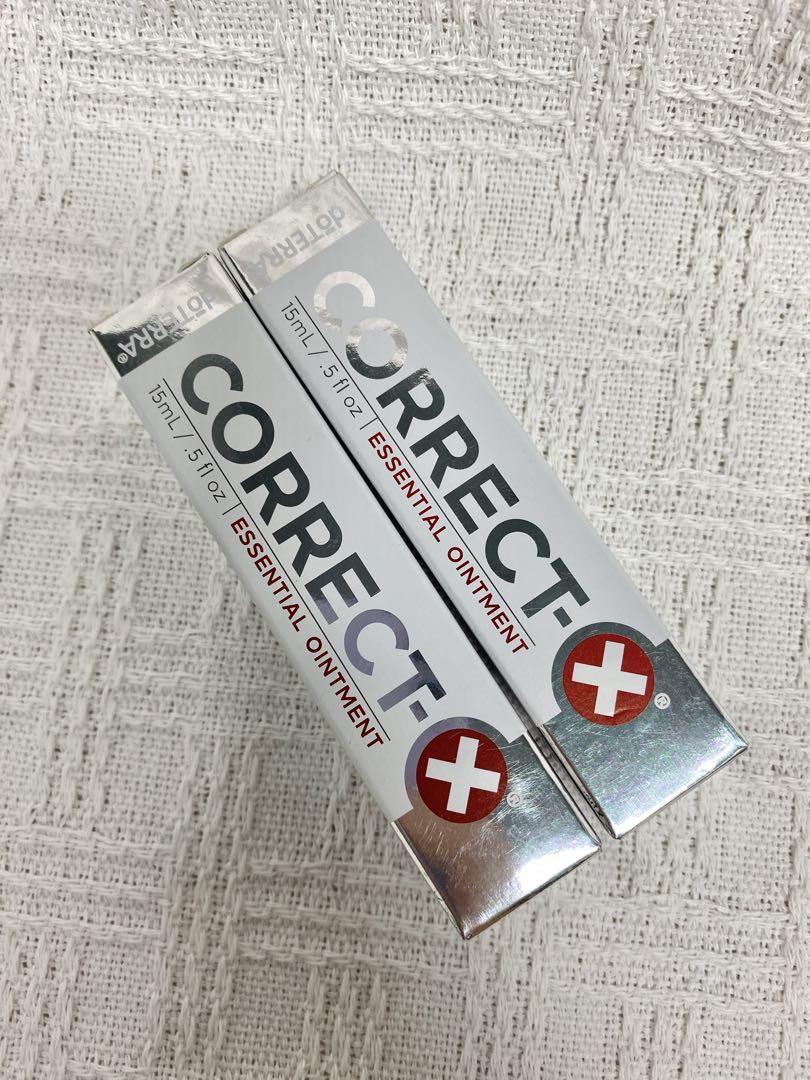 dōTERRA®
CORRECT-X®
15mL / .5 fl oz | ESSENTIAL OINTMENT
dōTERRA
CORRECT-X®
15mL / .5 fl oz | ESSENTIAL OINTMENT